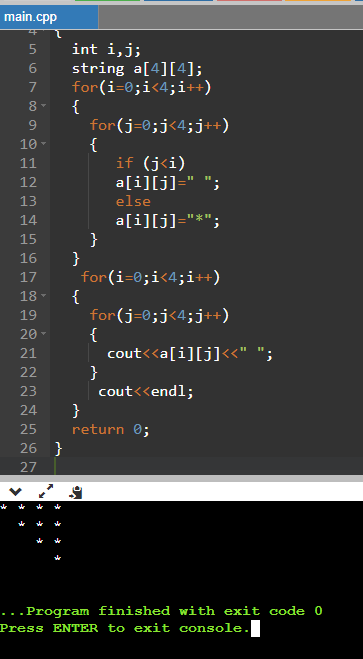 main.cpp
4 {
5 int i,j;
6 string a[4][4];
7 for(i=0;i<4;i++)
8 {
9 for(j=0;j<4;j++)
10 {
11 if (j<i)
12 a[i][j]=" ";
13 else
14 a[i][j]="*";
15 }
16 }
17 for(i=0;i<4;i++)
18 {
19 for(j=0;j<4;j++)
20 {
21 cout<<a[i][j]<<" ";
22 }
23 cout<<endl;
24 }
25 return 0;
26 }
27
* * * *
* * *
* *
*
...Program finished with exit code 0
Press ENTER to exit console.